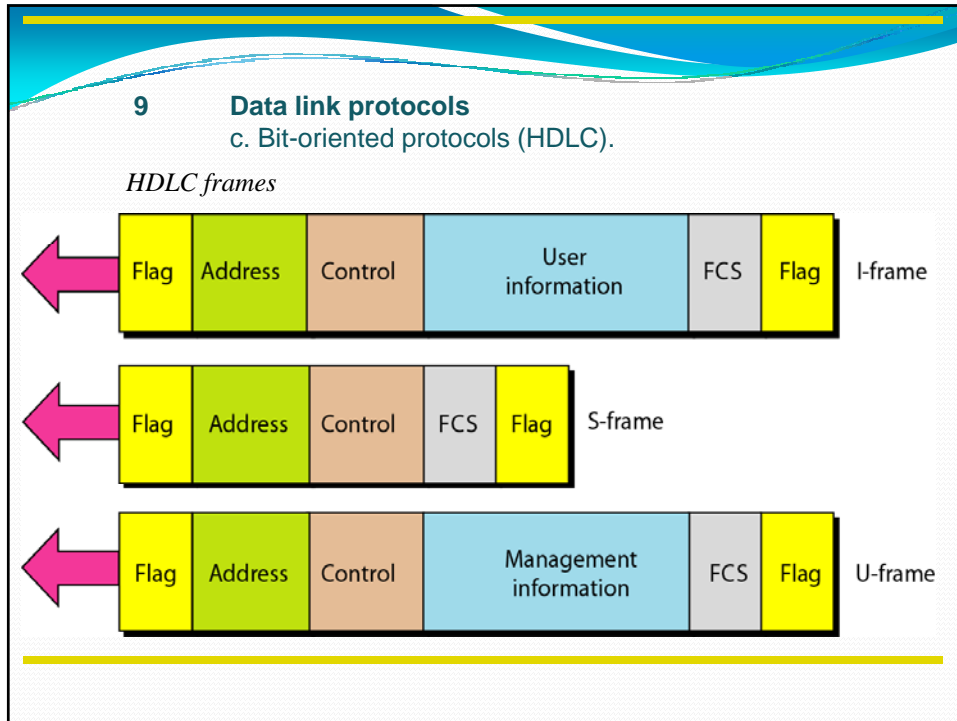 9 Data link protocols
c. Bit-oriented protocols (HDLC).
HDLC frames
Flag Address Control User information FCS Flag I-frame
Flag Address Control FCS Flag S-frame
Flag Address Control Management information FCS Flag U-frame